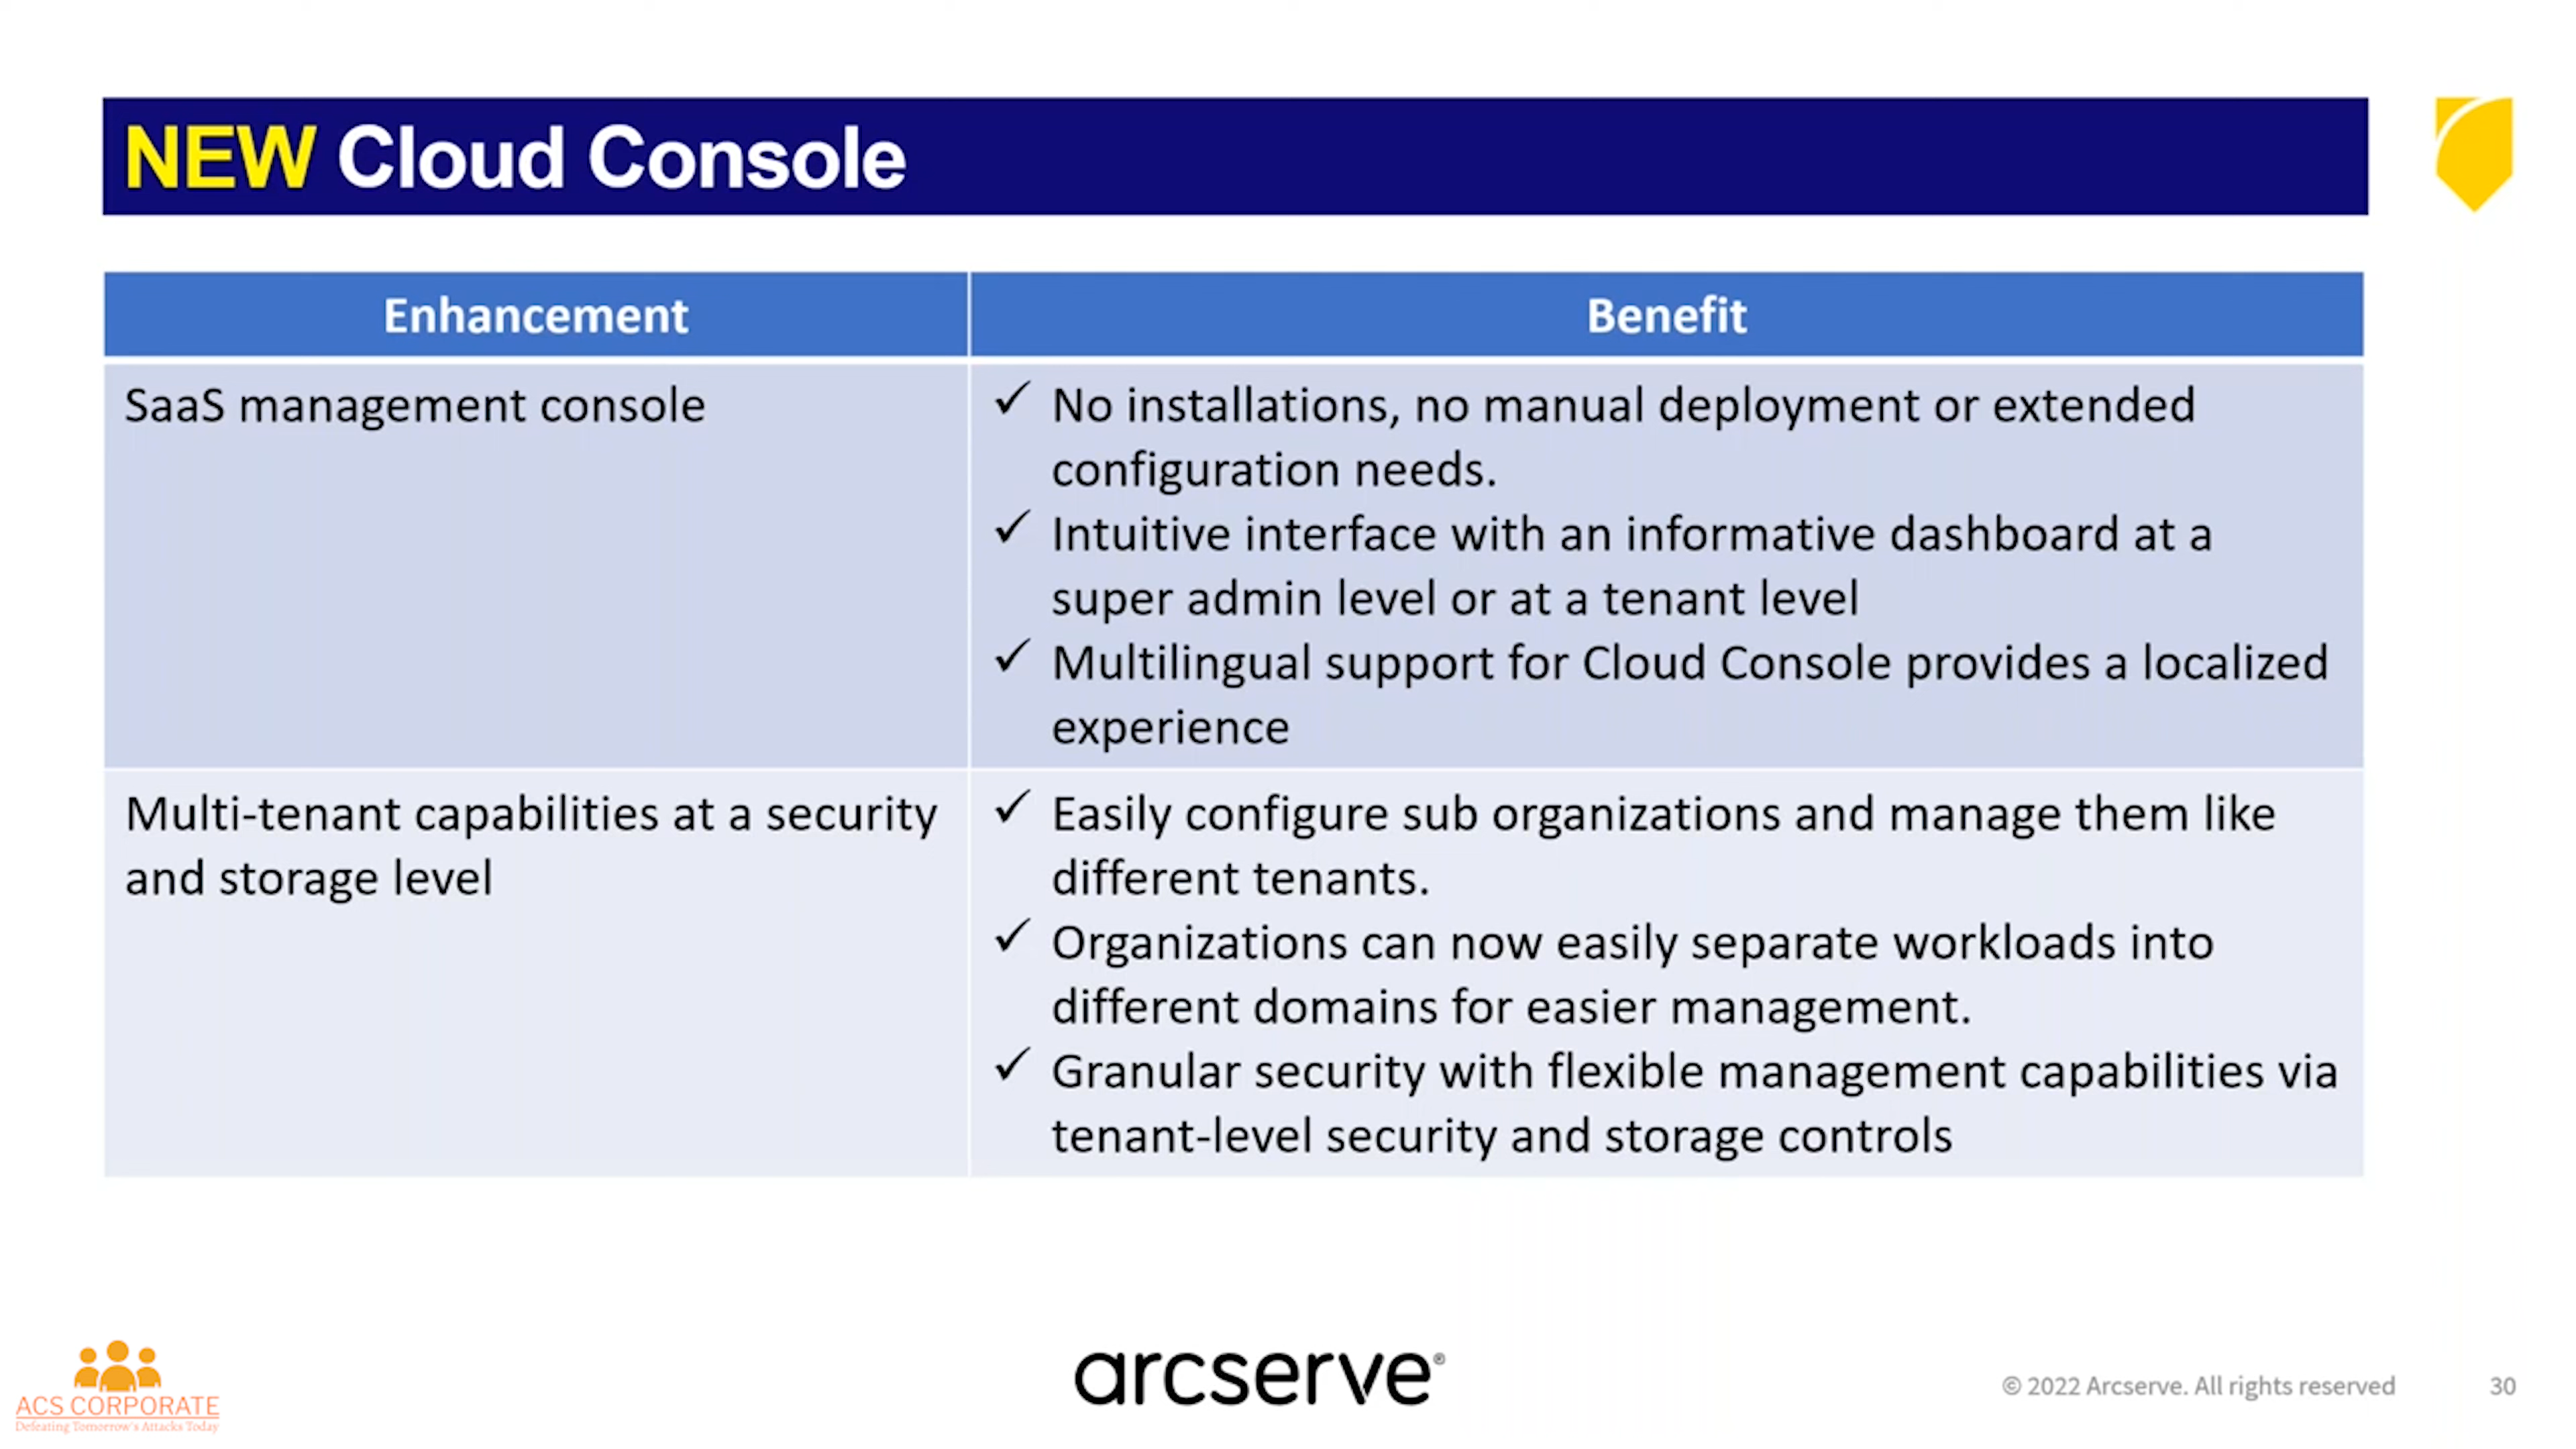 NEW Cloud Console
Enhancement
Benefit
SaaS management console
✓ No installations, no manual deployment or extended
configuration needs.
✓ Intuitive interface with an informative dashboard at a
super admin level or at a tenant level
✓ Multilingual support for Cloud Console provides a localized
experience
Multi-tenant capabilities at a security
and storage level
✓ Easily configure sub organizations and manage them like
different tenants.
✓ Organizations can now easily separate workloads into
different domains for easier management.
✓ Granular security with flexible management capabilities via
tenant-level security and storage controls
ACS CORPORATE
Defeating Tomorrow's Attacks Today
arcserve®
© 2022 Arcserve. All rights reserved
30